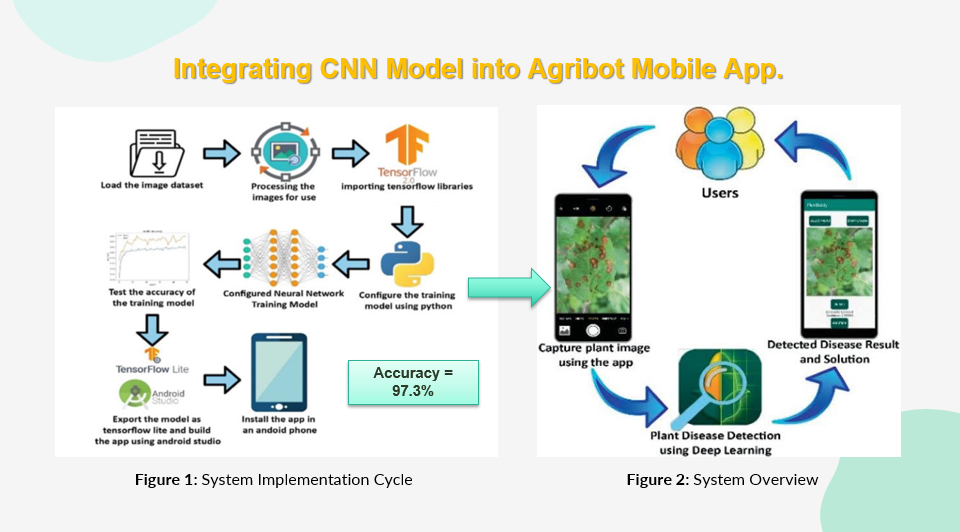 Integrating CNN Model into Agribot Mobile App.
Load the image dataset
Processing the
images for use
TensorFlow
2.0
importing tensorflow libraries
Test the accuracy of
the training model
Configured Neural Network
Training Model
Configure the training
model using python
TensorFlow Lite
Android
Studio
Export the model as
tensorflow lite and build
the app using android studio
Install the app in
an andoid phone
Accuracy =
97.3%
Figure 1: System Implementation Cycle
Users
Capture plant image
using the app
Detected Disease Result
and Solution
Plant Disease Detection
using Deep Learning
Figure 2: System Overview